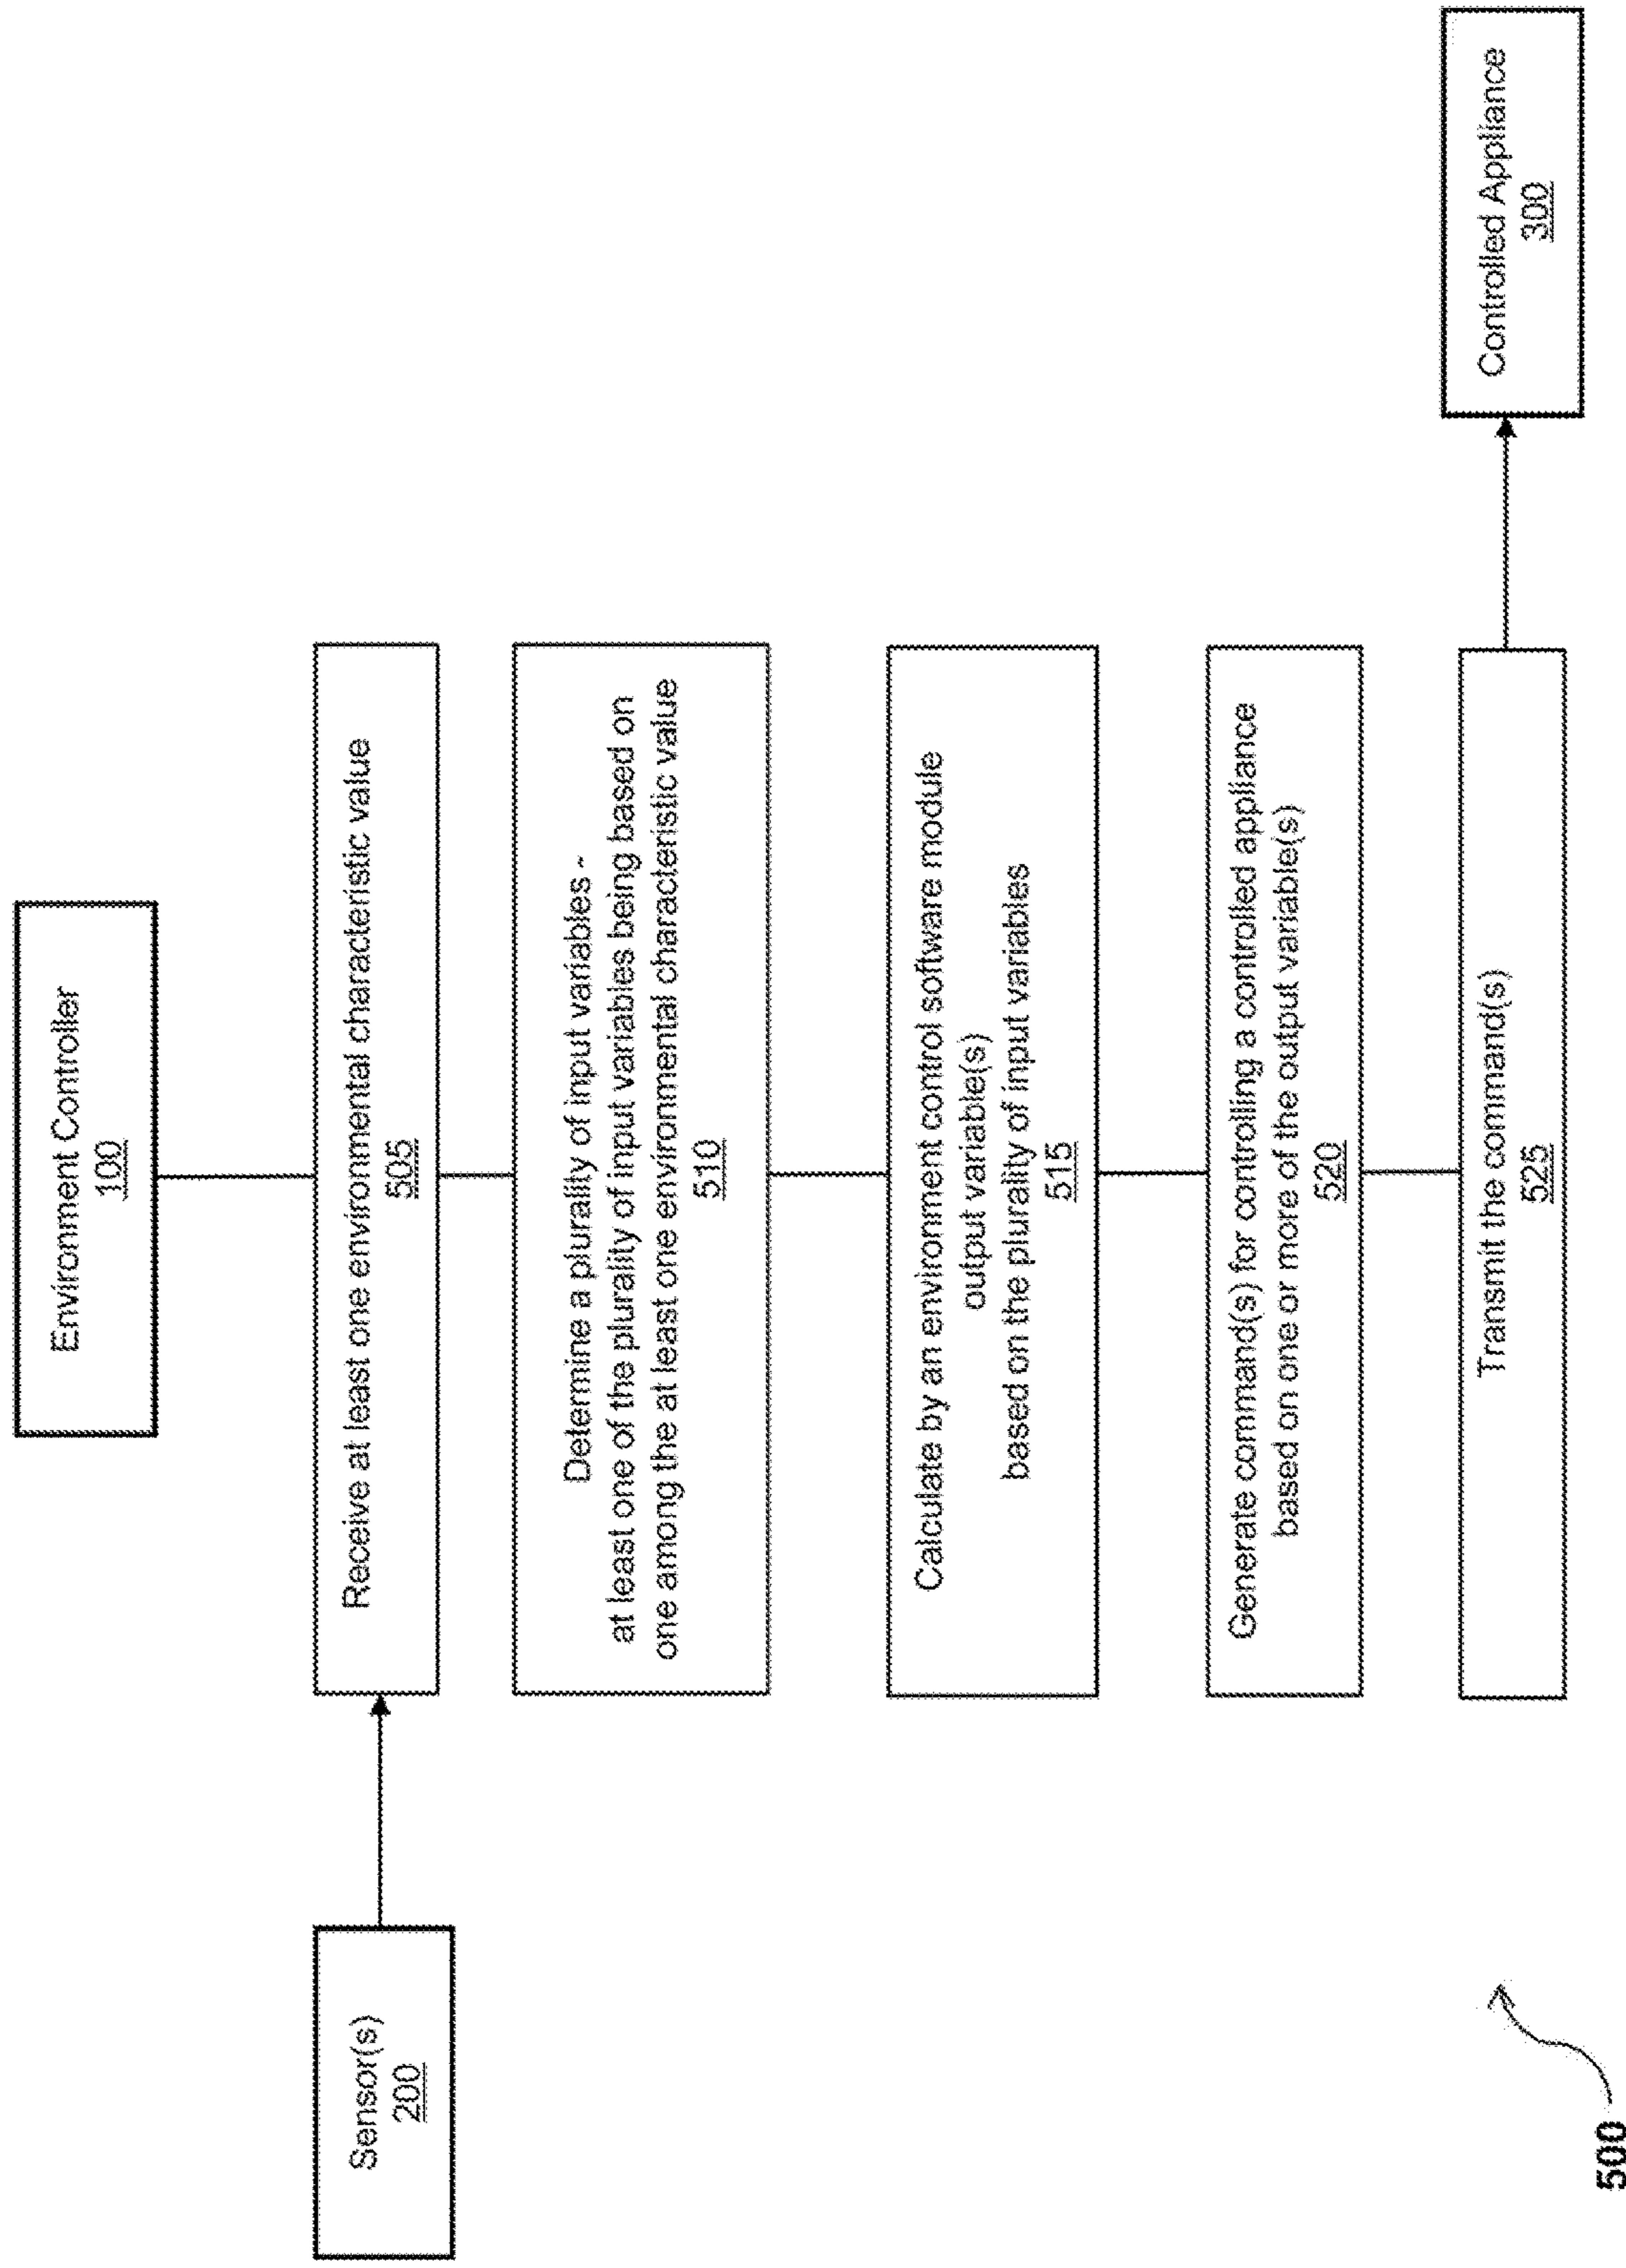 Environment Controller
100
Sensor(s)
200
Receive at least one environmental characteristic value
505
Determine a plurality of input variables -
at least one of the plurality of input variables being based on
one among the at least one environmental characteristic value
510
Calculate by an environment control software module
output variable(s)
based on the plurality of input variables
515
Generate command(s) for controlling a controlled appliance
based on one or more of the output variable(s)
520
Transmit the command(s)
525
Controlled Appliance
300
500